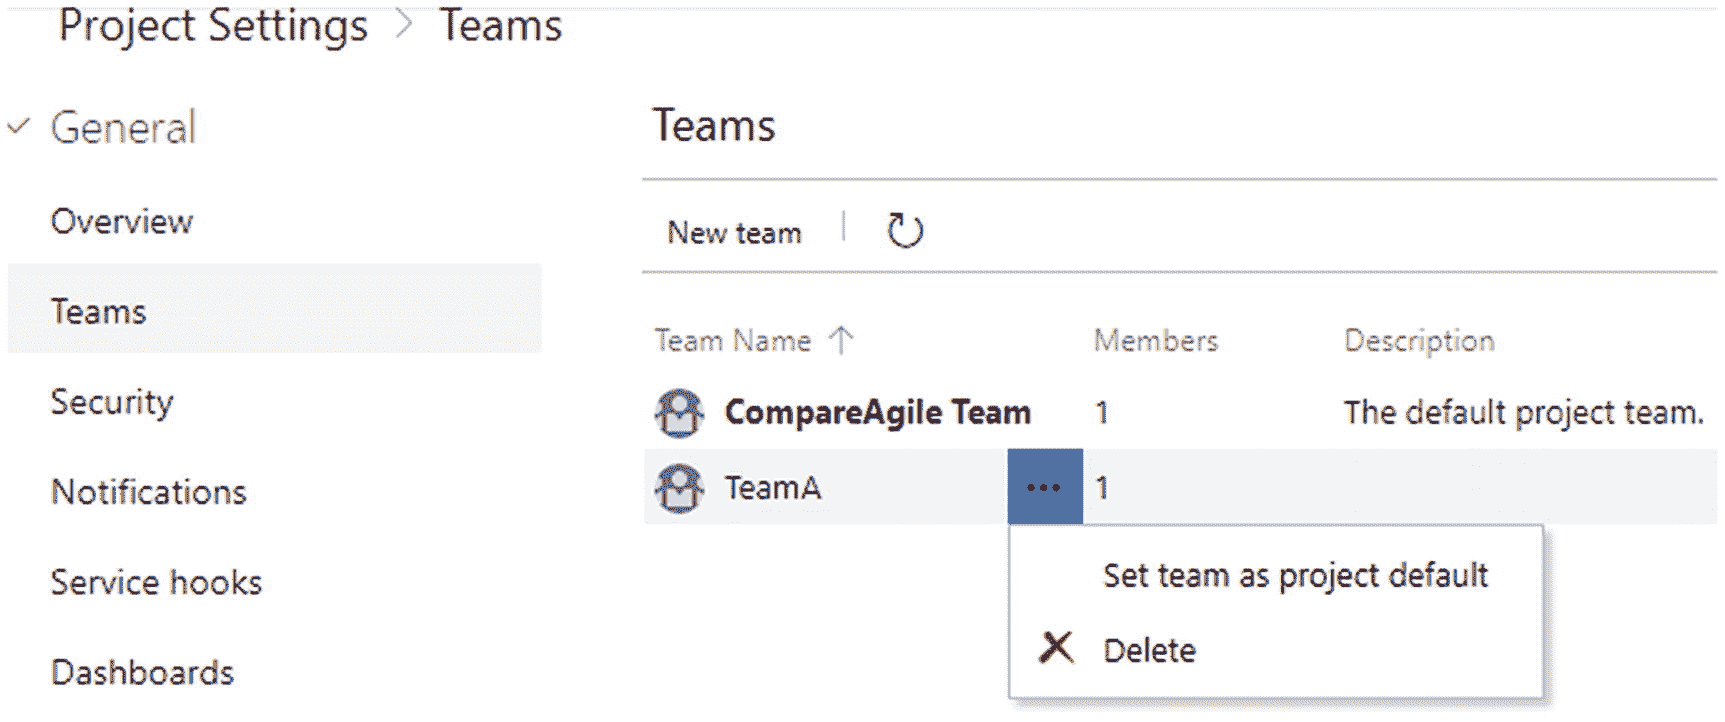 Project Settings > Teams
General
Overview
Teams
Security
Notifications
Service hooks
Dashboards
Teams
New team
Team Name ↑ Members Description
CompareAgile Team 1 The default project team.
TeamA ... 1
Set team as project default
Delete